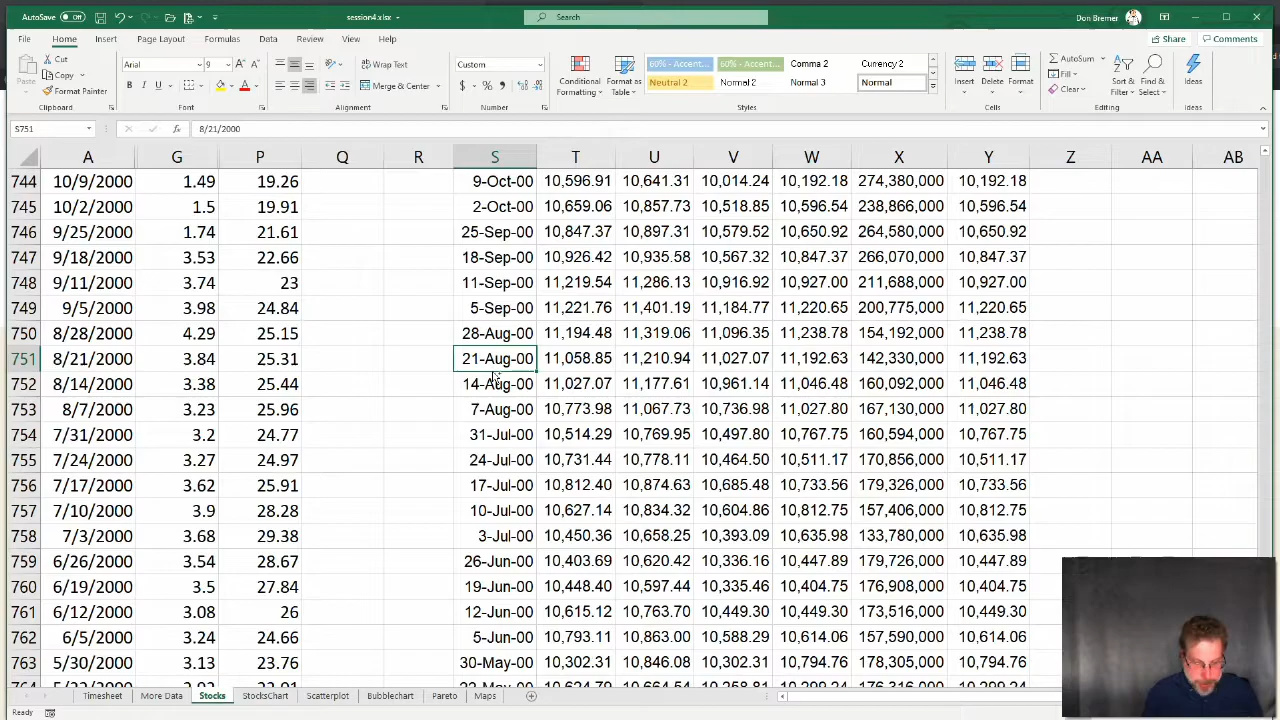 AutoSave Off session4.xlsx Search Don Bremer
File Home Insert Page Layout Formulas Data Review View Help Share Comments
Paste Cut Copy Format Painter Clipboard
Arial 9 Font
Wrap Text Merge & Center Alignment
Custom Number
Conditional Formatting Format as Table
60% - Accent... 60% - Accent... Comma 2 Currency 2
Neutral 2 Normal 2 Normal 3 Normal
Styles
Insert Delete Format Cells
AutoSum Fill Clear Sort & Filter Find & Select Editing
Ideas Ideas
S751 fx 8/21/2000
A G P Q R S T U V W X Y Z AA AB
744 10/9/2000 1.49 19.26 9-Oct-00 10,596.91 10,641.31 10,014.24 10,192.18 274,380,000 10,192.18
745 10/2/2000 1.5 19.91 2-Oct-00 10,659.06 10,857.73 10,518.85 10,596.54 238,866,000 10,596.54
746 9/25/2000 1.74 21.61 25-Sep-00 10,847.37 10,897.31 10,579.52 10,650.92 264,580,000 10,650.92
747 9/18/2000 3.53 22.66 18-Sep-00 10,926.42 10,935.58 10,567.32 10,847.37 266,070,000 10,847.37
748 9/11/2000 3.74 23 11-Sep-00 11,219.54 11,286.13 10,916.92 10,927.00 211,688,000 10,927.00
749 9/5/2000 3.98 24.84 5-Sep-00 11,221.76 11,401.19 11,184.77 11,220.65 200,775,000 11,220.65
750 8/28/2000 4.29 25.15 28-Aug-00 11,194.48 11,319.06 11,096.35 11,238.78 154,192,000 11,238.78
751 8/21/2000 3.84 25.31 21-Aug-00 11,058.85 11,210.94 11,027.07 11,192.63 142,330,000 11,192.63
752 8/14/2000 3.38 25.44 14-Aug-00 11,027.07 11,177.61 10,961.14 11,046.48 160,092,000 11,046.48
753 8/7/2000 3.23 25.96 7-Aug-00 10,773.98 11,067.73 10,736.98 11,027.80 167,130,000 11,027.80
754 7/31/2000 3.2 24.77 31-Jul-00 10,514.29 10,769.95 10,497.80 10,767.75 160,594,000 10,767.75
755 7/24/2000 3.27 24.97 24-Jul-00 10,731.44 10,778.11 10,464.50 10,511.17 170,856,000 10,511.17
756 7/17/2000 3.62 25.91 17-Jul-00 10,812.40 10,874.63 10,685.48 10,733.56 179,326,000 10,733.56
757 7/10/2000 3.9 28.28 10-Jul-00 10,627.14 10,834.32 10,604.86 10,812.75 157,406,000 10,812.75
758 7/3/2000 3.68 29.38 3-Jul-00 10,450.36 10,658.25 10,393.09 10,635.98 133,780,000 10,635.98
759 6/26/2000 3.54 28.67 26-Jun-00 10,403.69 10,620.42 10,336.16 10,447.89 179,726,000 10,447.89
760 6/19/2000 3.5 27.84 19-Jun-00 10,448.40 10,597.44 10,335.46 10,404.75 176,908,000 10,404.75
761 6/12/2000 3.08 26 12-Jun-00 10,615.12 10,763.70 10,449.30 10,449.30 173,516,000 10,449.30
762 6/5/2000 3.24 24.66 5-Jun-00 10,793.11 10,863.00 10,588.29 10,614.06 157,590,000 10,614.06
763 5/30/2000 3.13 23.76 30-May-00 10,302.31 10,846.08 10,302.31 10,794.76 178,305,000 10,794.76
Timesheet More Data Stocks StocksChart Scatterplot Bubblechart Pareto Maps
Ready